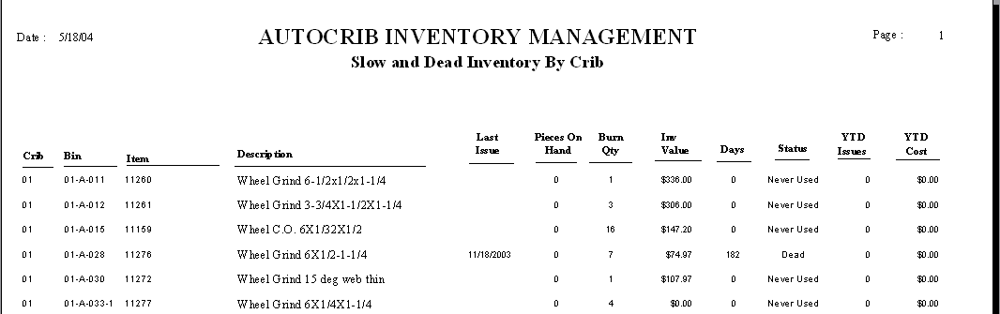 Date : 5/18/04 AUTOCRIB INVENTORY MANAGEMENT Page : 1
Slow and Dead Inventory By Crib
Crib Bin Item Description Last Issue Pieces On Hand Burn Qty Inv Value Days Status YTD Issues YTD Cost
01 01-A-011 11260 Wheel Grind 6-1/2x1/2x1-1/4 0 1 $336.00 0 Never Used 0 $0.00
01 01-A-012 11261 Wheel Grind 3-3/4X1-1/2X1-1/4 0 3 $306.00 0 Never Used 0 $0.00
01 01-A-015 11159 Wheel C.O. 6X1/32X1/2 0 16 $147.20 0 Never Used 0 $0.00
01 01-A-028 11276 Wheel Grind 6X1/2-1-1/4 11/18/2003 0 7 $74.97 182 Dead 0 $0.00
01 01-A-030 11272 Wheel Grind 15 deg web thin 0 1 $107.97 0 Never Used 0 $0.00
01 01-A-033-1 11277 Wheel Grind 6X1/4X1-1/4 0 4 $0.00 0 Never Used 0 $0.00